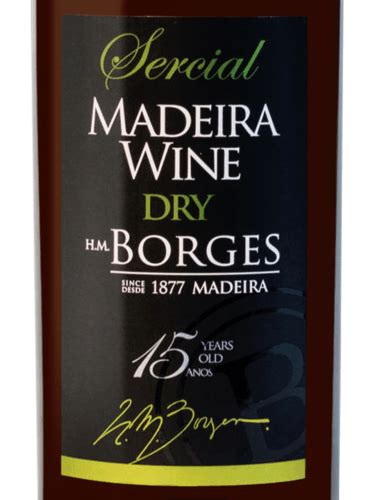 Sercial
MADEIRA
WINE
DRY
H.M. BORGES
SINCE
DESDE 1877 MADEIRA
15 YEARS
OLD
ANOS
H.M. Borges.
B